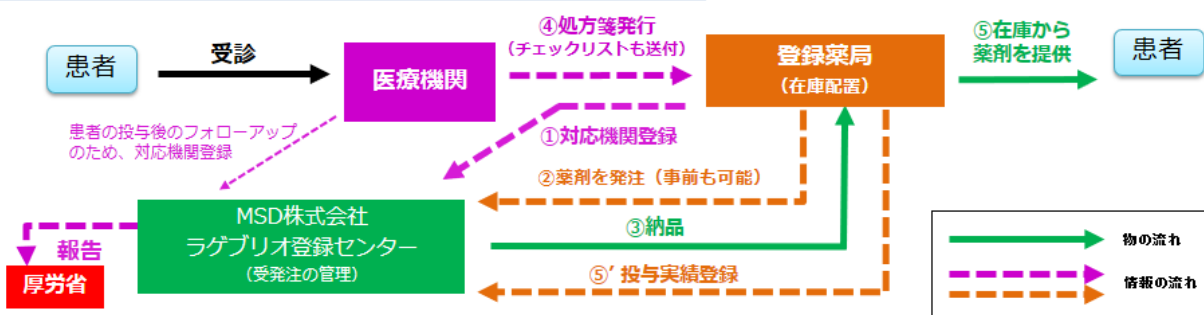 患者
受診
医療機関
④処方箋発行
(チェックリストも送付)
登録薬局
(在庫配置)
⑤在庫から
薬剤を提供
患者
患者の投与後のフォローアップ
のため、対応機関登録
①対応機関登録
②薬剤を発注(事前も可能)
③納品
⑤’投与実績登録
MSD株式会社
ラゲブリオ登録センター
(受発注の管理)
報告
厚労省
物の流れ
情報の流れ